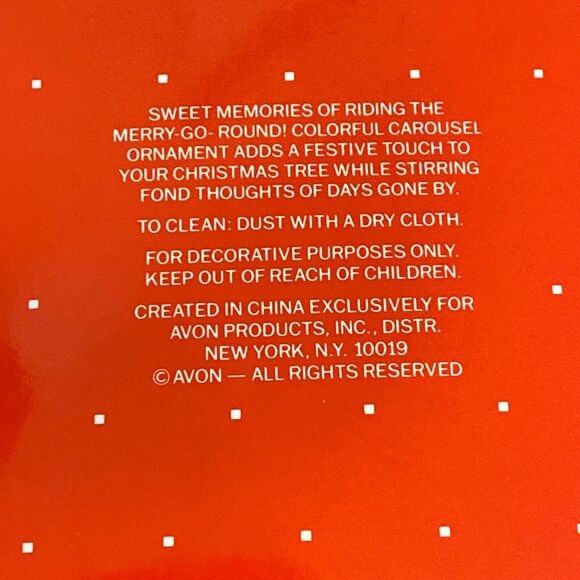 SWEET MEMORIES OF RIDING THE
MERRY-GO- ROUND! COLORFUL CAROUSEL
ORNAMENT ADDS A FESTIVE TOUCH TO
YOUR CHRISTMAS TREE WHILE STIRRING
FOND THOUGHTS OF DAYS GONE BY.
TO CLEAN: DUST WITH A DRY CLOTH.
FOR DECORATIVE PURPOSES ONLY.
KEEP OUT OF REACH OF CHILDREN.
CREATED IN CHINA EXCLUSIVELY FOR
AVON PRODUCTS, INC., DISTR.
NEW YORK, N.Y. 10019
© AVON — ALL RIGHTS RESERVED